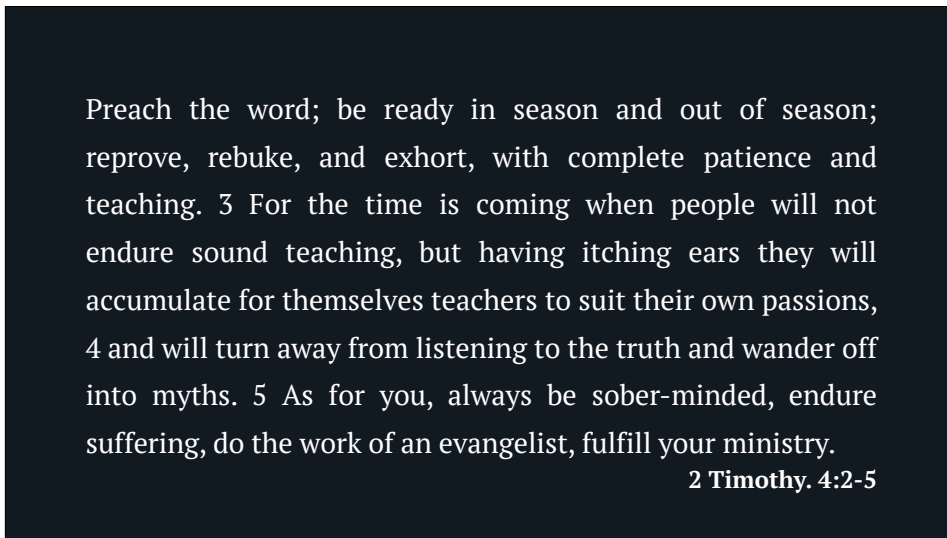 Preach the word; be ready in season and out of season;
reprove, rebuke, and exhort, with complete patience and
teaching. 3 For the time is coming when people will not
endure sound teaching, but having itching ears they will
accumulate for themselves teachers to suit their own passions,
4 and will turn away from listening to the truth and wander off
into myths. 5 As for you, always be sober-minded, endure
suffering, do the work of an evangelist, fulfill your ministry.
2 Timothy. 4:2-5